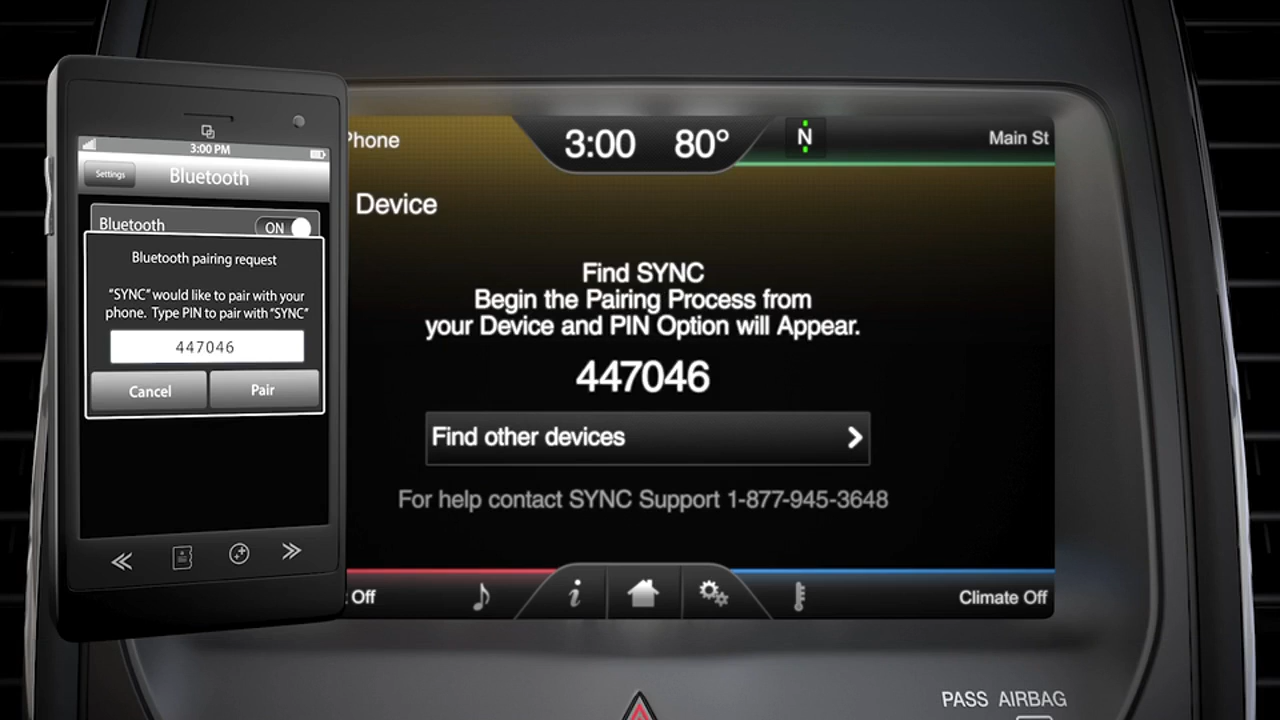 3:00 PM
Settings
Bluetooth
Bluetooth
ON
Bluetooth pairing request
“SYNC” would like to pair with your
phone. Type PIN to pair with “SYNC”
447046
Cancel
Pair
Phone
3:00
80°
N
Main St
Device
Find SYNC
Begin the Pairing Process from
your Device and PIN Option will Appear.
447046
Find other devices
For help contact SYNC Support 1-877-945-3648
Off
i
Climate Off
PASS AIRBAG